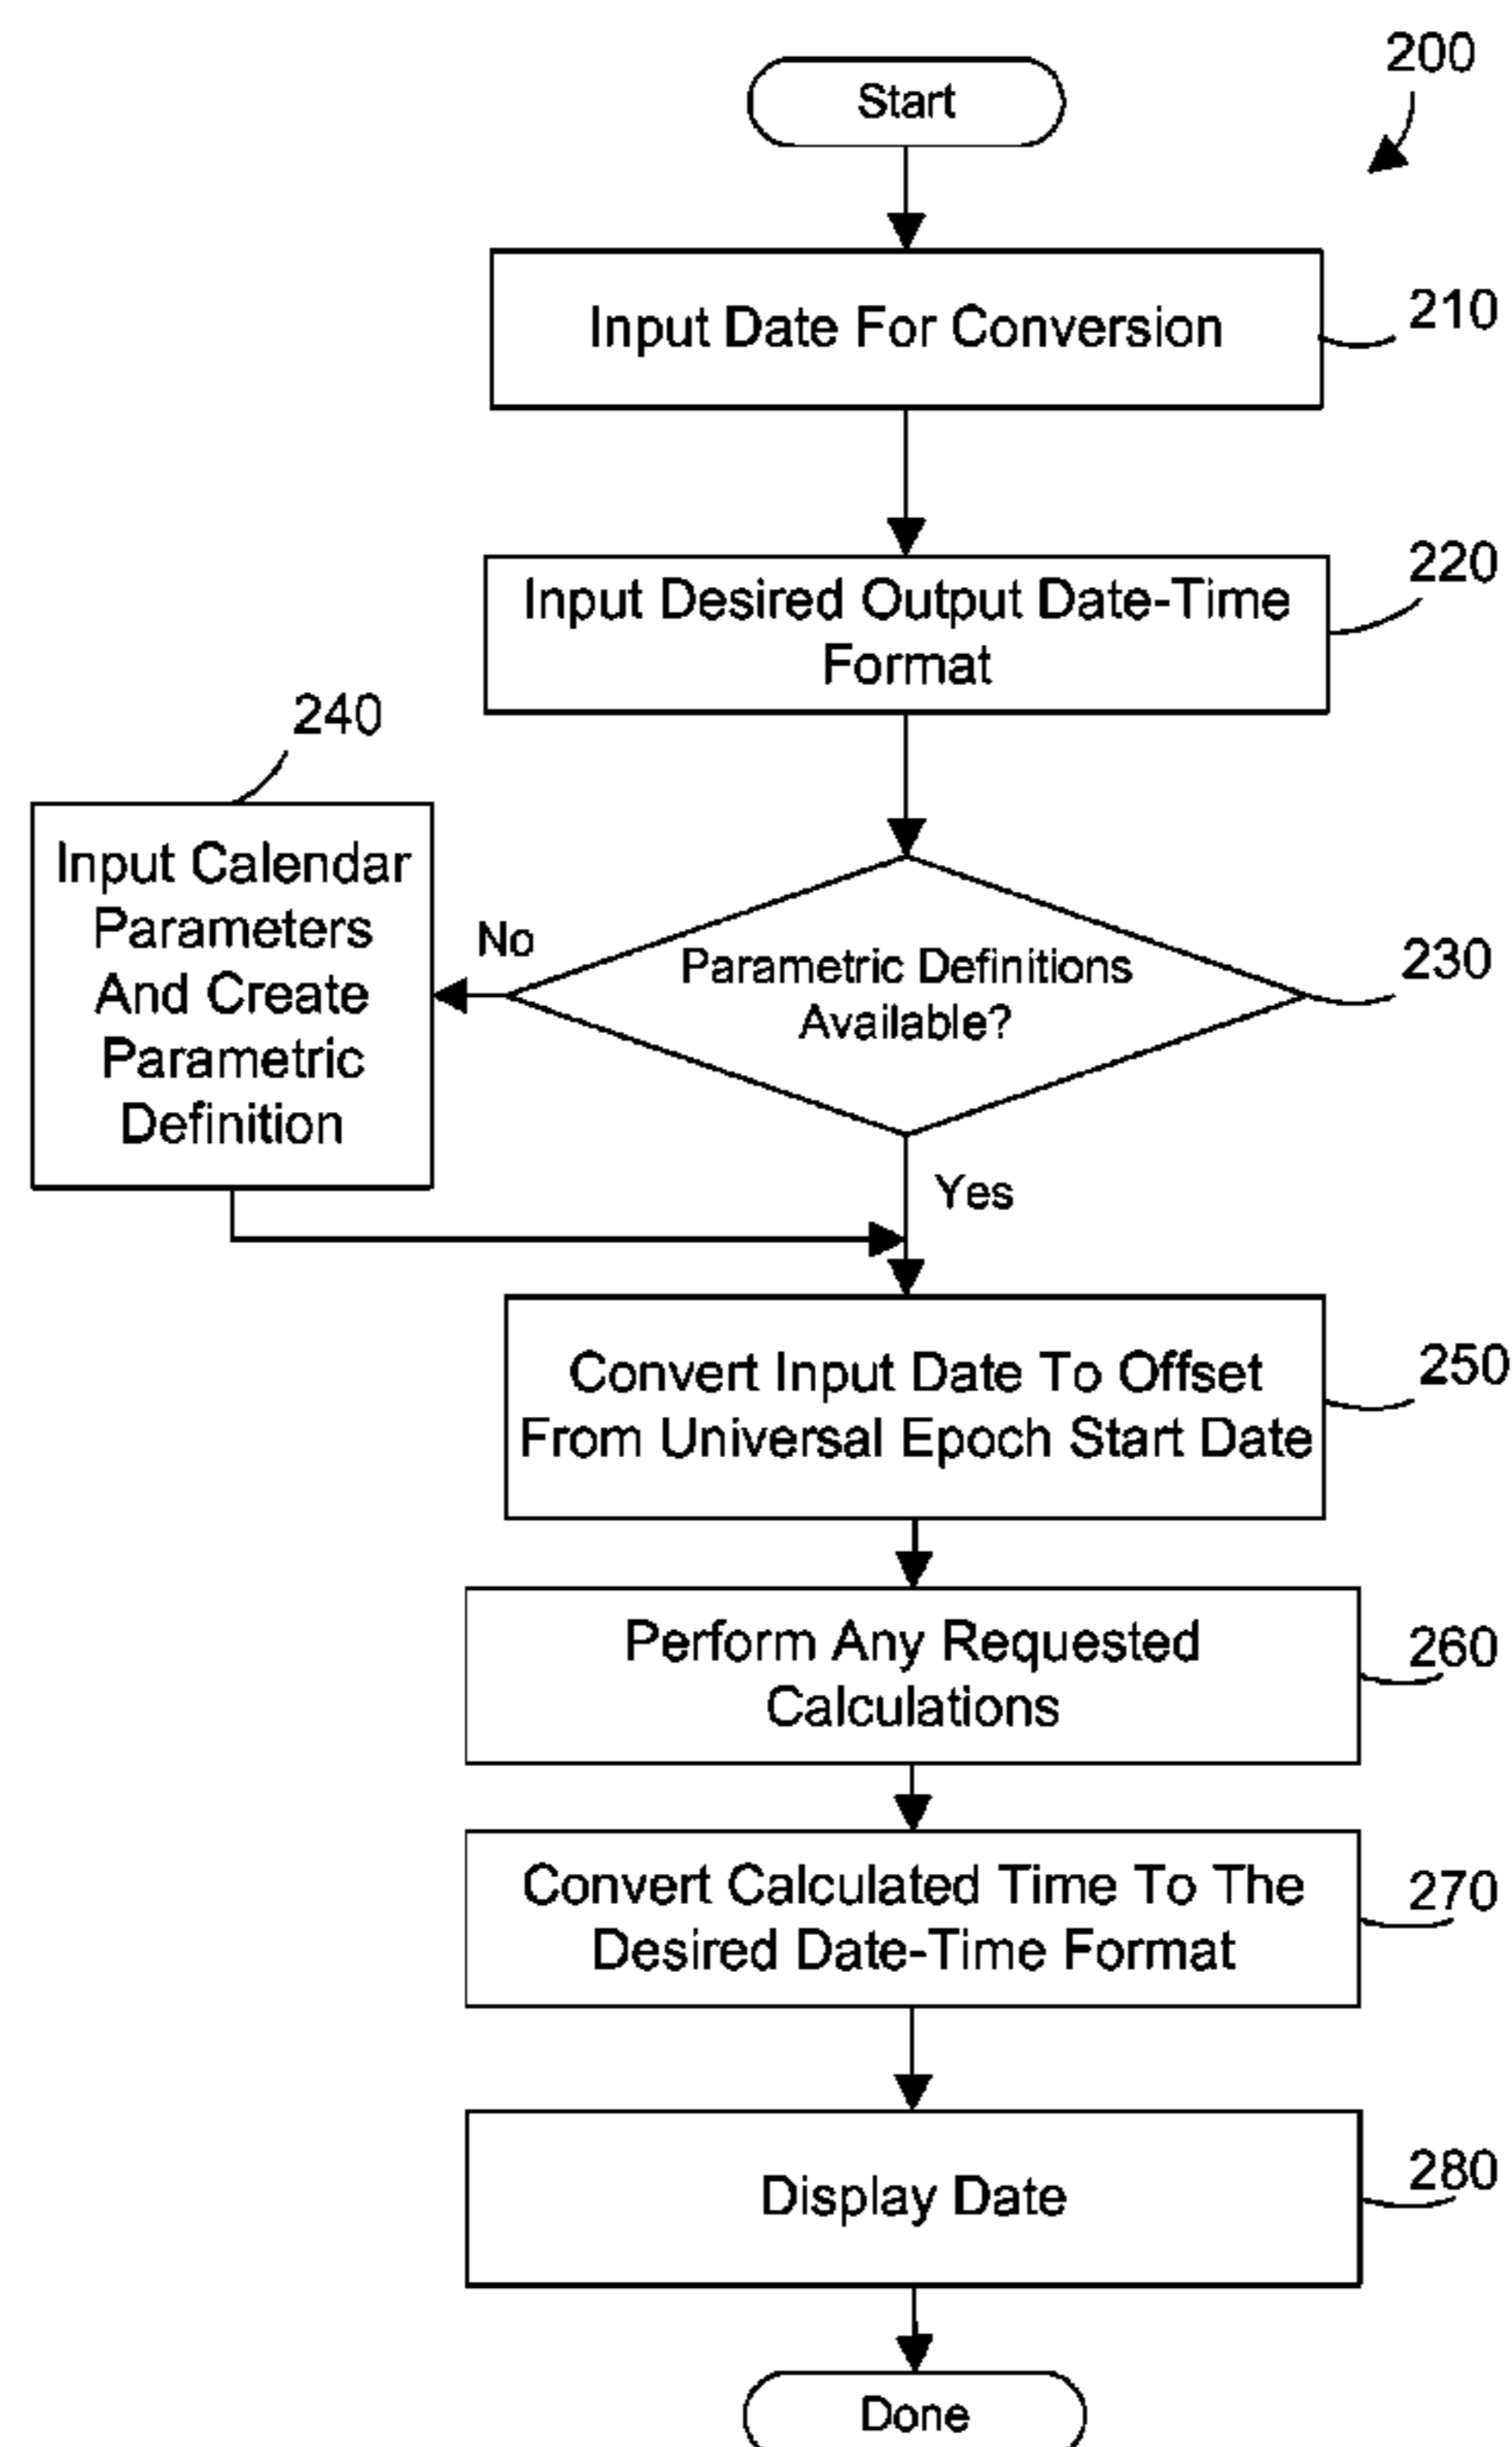 200
Start
Input Date For Conversion
210
Input Desired Output Date-Time
Format
220
240
Input Calendar
Parameters
And Create
Parametric
Definition
No
Parametric Definitions
Available?
230
Yes
Convert Input Date To Offset
From Universal Epoch Start Date
250
Perform Any Requested
Calculations
260
Convert Calculated Time To The
Desired Date-Time Format
270
Display Date
280
Done